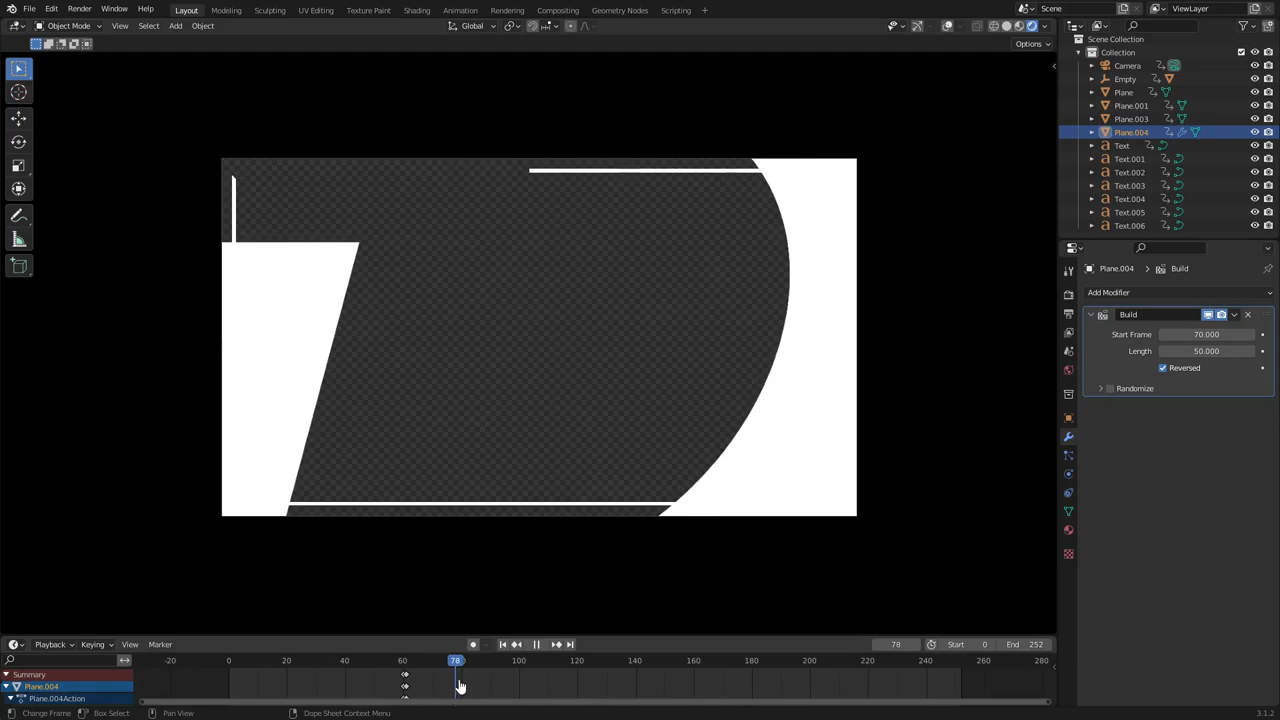 File Edit Render Window Help Layout Modeling Sculpting UV Editing Texture Paint Shading Animation Rendering Compositing Geometry Nodes Scripting + Scene ViewLayer
Object Mode View Select Add Object Global
Options
Scene Collection
Collection
Camera
Empty
Plane
Plane.001
Plane.003
Plane.004
Text
Text.001
Text.002
Text.003
Text.004
Text.005
Text.006
Plane.004 > Build
Add Modifier
Build
Start Frame 70.000
Length 50.000
Reversed
Randomize
Playback Keying View Marker 78 Start 0 End 252
-20 0 20 40 60 78 100 120 140 160 180 200 220 240 260 280
Summary
Plane.004
Plane.004Action
Change Frame Box Select Pan View Dope Sheet Context Menu 3.1.2